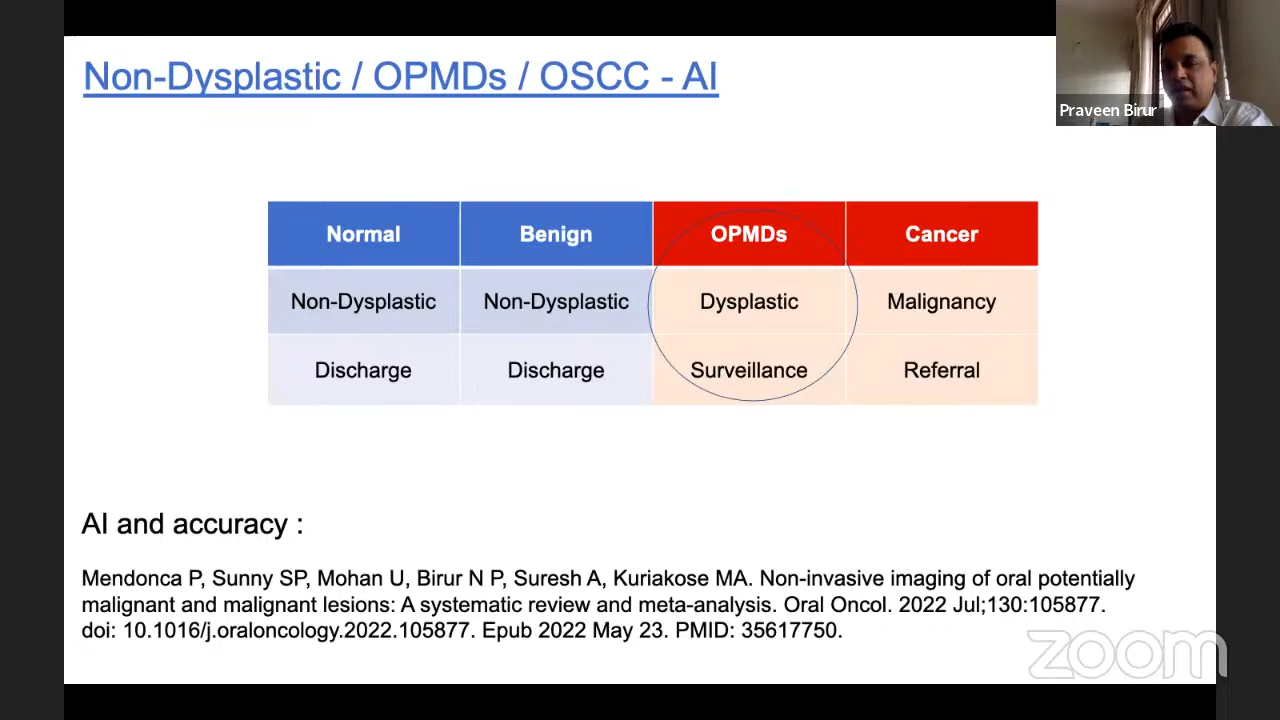 Non-Dysplastic / OPMDs / OSCC - AI
Praveen Birur
Normal Benign OPMDs Cancer
Non-Dysplastic Non-Dysplastic Dysplastic Malignancy
Discharge Discharge Surveillance Referral
AI and accuracy :
Mendonca P, Sunny SP, Mohan U, Birur N P, Suresh A, Kuriakose MA. Non-invasive imaging of oral potentially
malignant and malignant lesions: A systematic review and meta-analysis. Oral Oncol. 2022 Jul;130:105877.
doi: 10.1016/j.oraloncology.2022.105877. Epub 2022 May 23. PMID: 35617750.
zoom